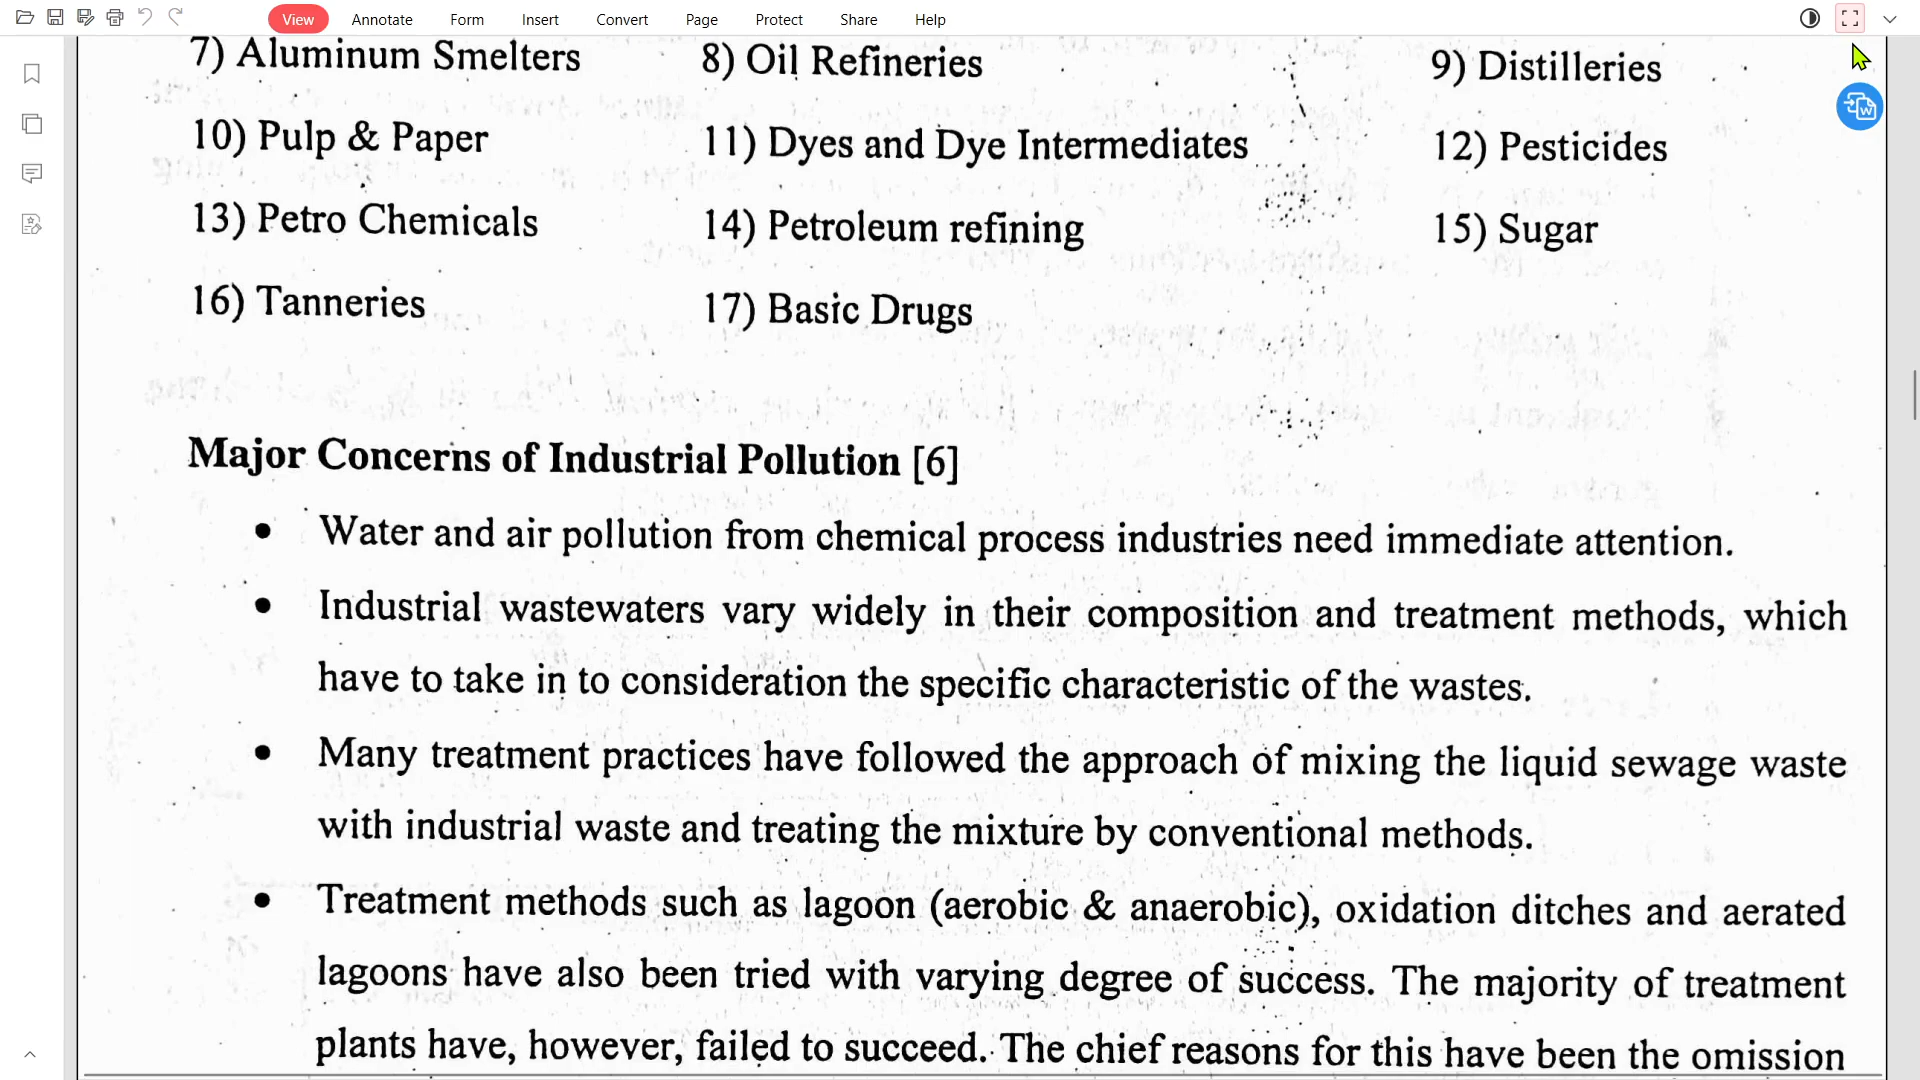 View Annotate Form Insert Convert Page Protect Share Help
7) Aluminum Smelters 8) Oil Refineries 9) Distilleries
10) Pulp & Paper 11) Dyes and Dye Intermediates 12) Pesticides
13) Petro Chemicals 14) Petroleum refining 15) Sugar
16) Tanneries 17) Basic Drugs
Major Concerns of Industrial Pollution [6]
• Water and air pollution from chemical process industries need immediate attention.
• Industrial wastewaters vary widely in their composition and treatment methods, which
have to take in to consideration the specific characteristic of the wastes.
• Many treatment practices have followed the approach of mixing the liquid sewage waste
with industrial waste and treating the mixture by conventional methods.
• Treatment methods such as lagoon (aerobic & anaerobic), oxidation ditches and aerated
lagoons have also been tried with varying degree of success. The majority of treatment
plants have, however, failed to succeed. The chief reasons for this have been the omission